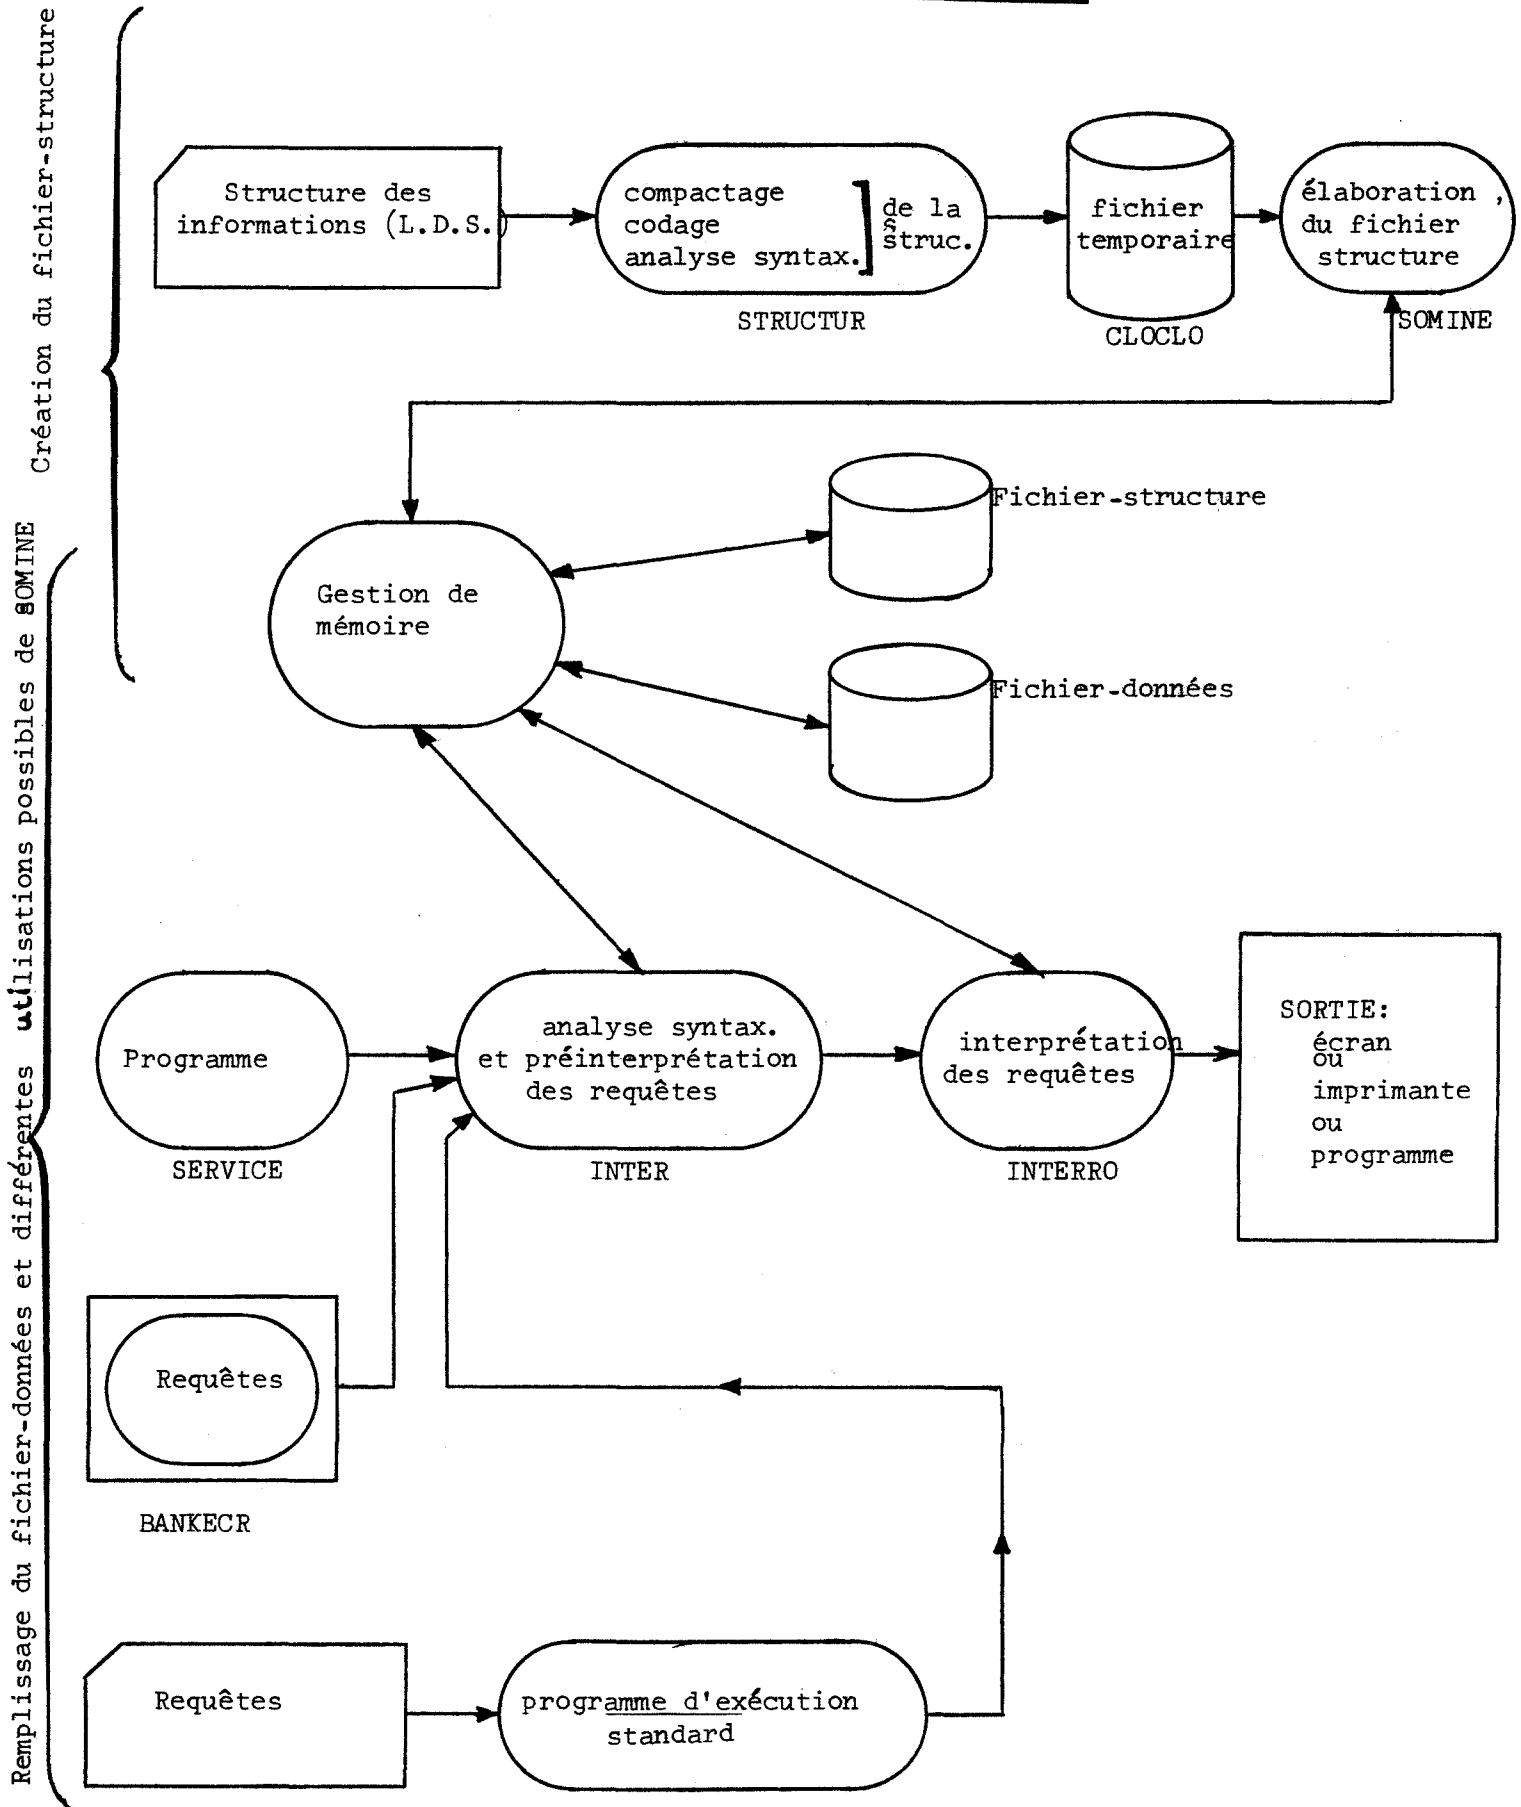 Création du fichier-structure
Structure des
informations (L.D.S.)
compactage
codage
analyse syntax.
de la
struc.
STRUCTUR
fichier
temporaire
CLOCLO
élaboration
du fichier
structure
SOMINE
Fichier-structure
Gestion de
mémoire
Fichier-données
Remplissage du fichier-données et différentes utilisations possibles de SOMINE
Programme
SERVICE
analyse syntax.
et préinterprétation
des requêtes
INTER
interprétation
des requêtes
INTERRO
SORTIE:
écran
ou
imprimante
ou
programme
Requêtes
BANKECR
Requêtes
programme d'exécution
standard